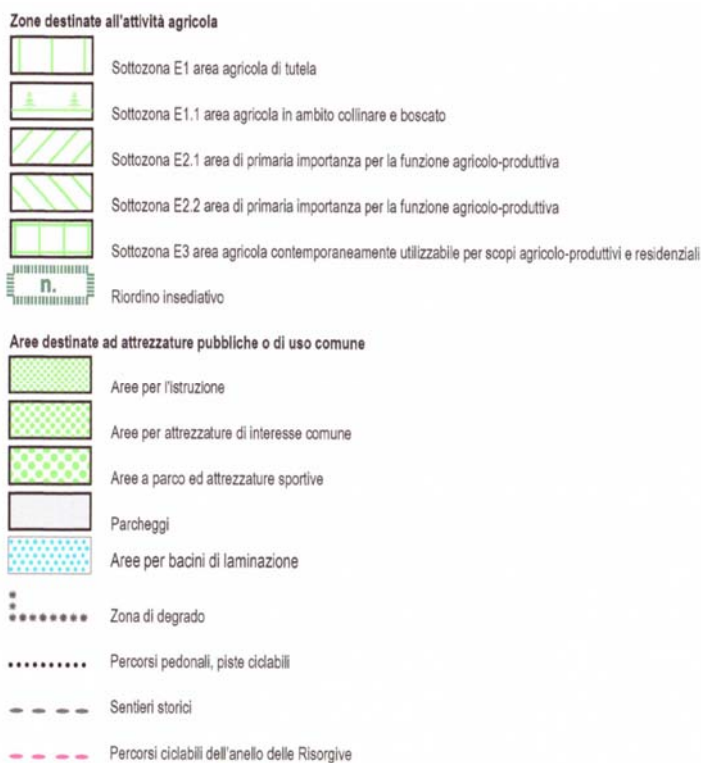 Zone destinate all'attività agricola
Sottozona E1 area agricola di tutela
Sottozona E1.1 area agricola in ambito collinare e boscato
Sottozona E2.1 area di primaria importanza per la funzione agricolo-produttiva
Sottozona E2.2 area di primaria importanza per la funzione agricolo-produttiva
Sottozona E3 area agricola contemporaneamente utilizzabile per scopi agricolo-produttivi e residenziali
n. Riordino insediativo
Aree destinate ad attrezzature pubbliche o di uso comune
Aree per l'istruzione
Aree per attrezzature di interesse comune
Aree a parco ed attrezzature sportive
Parcheggi
Aree per bacini di laminazione
Zona di degrado
Percorsi pedonali, piste ciclabili
Sentieri storici
Percorsi ciclabili dell'anello delle Risorgive